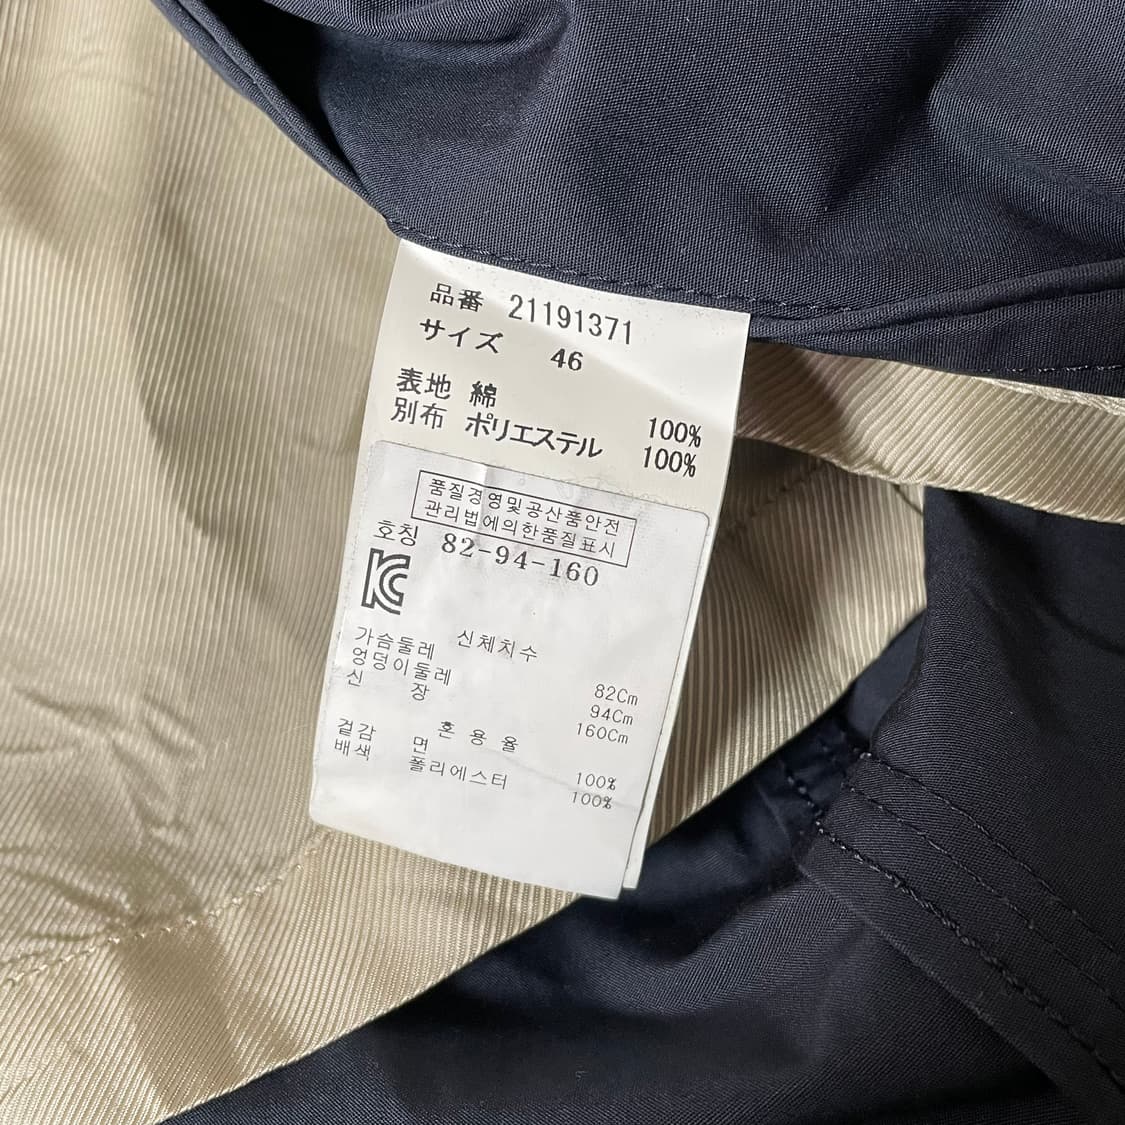 品番 21191371
サイズ 46
表地 綿 100%
別布 ポリエステル 100%
품질경영및공산품안전
관리법에의한품질표시
호칭 82-94-160
KC
신체치수
가슴둘레 82Cm
엉덩이둘레 94Cm
신 장 160Cm
혼 용 율
겉감 면 100%
배색 폴리에스터 100%